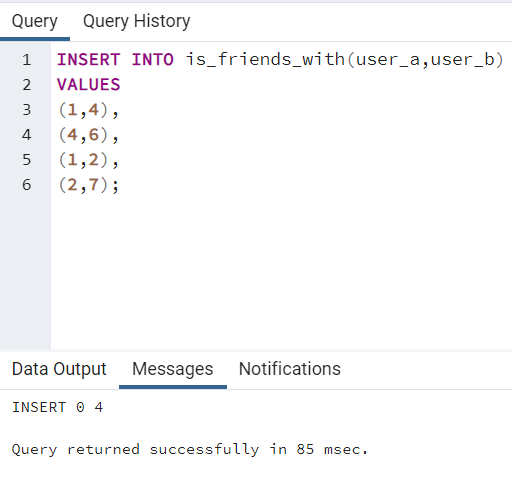 Query Query History
1 INSERT INTO is_friends_with(user_a,user_b)
2 VALUES
3 (1,4),
4 (4,6),
5 (1,2),
6 (2,7);
Data Output Messages Notifications
INSERT 0 4
Query returned successfully in 85 msec.